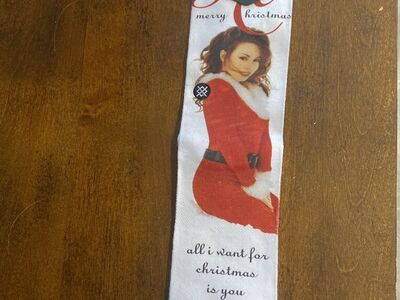 merry Christmas
all i want for
christmas
is you